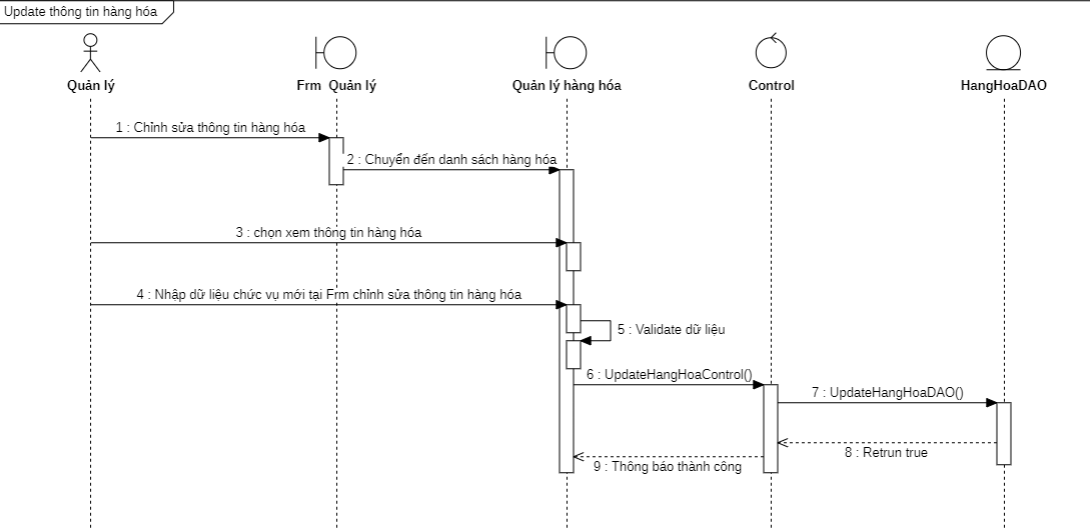 Update thông tin hàng hóa
Quản lý
Frm Quản lý
Quản lý hàng hóa
Control
HangHoaDAO
1 : Chỉnh sửa thông tin hàng hóa
2 : Chuyển đến danh sách hàng hóa
3 : chọn xem thông tin hàng hóa
4 : Nhập dữ liệu chức vụ mới tại Frm chỉnh sửa thông tin hàng hóa
5 : Validate dữ liệu
6 : UpdateHangHoaControl()
7 : UpdateHangHoaDAO()
8 : Retrun true
9 : Thông báo thành công